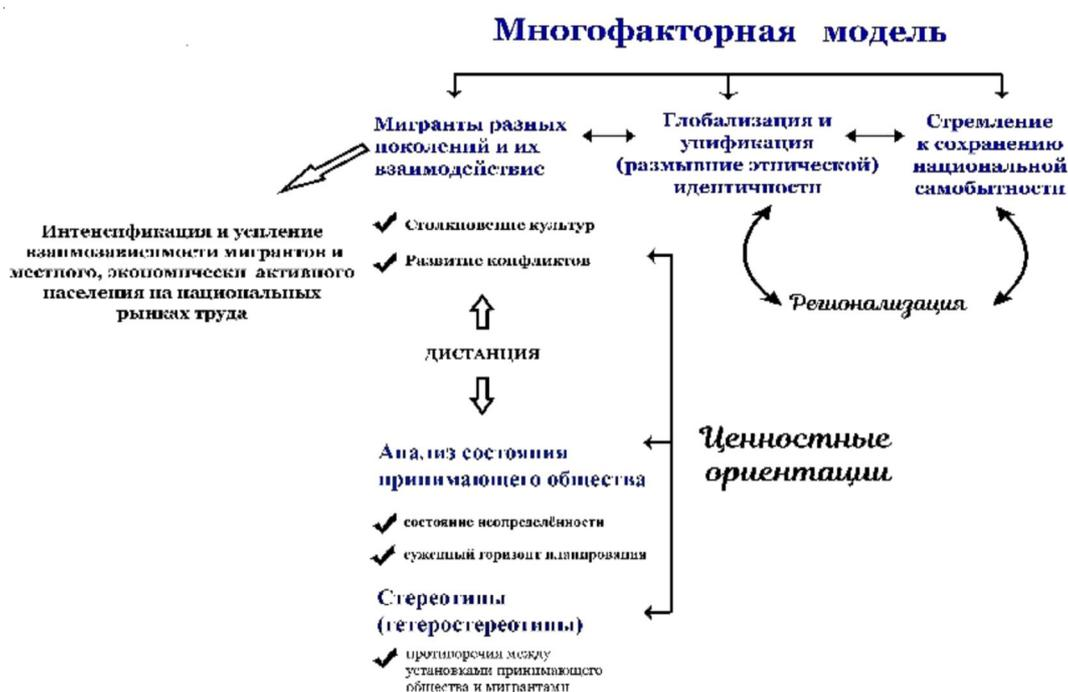 Многофакторная модель
Мигранты разных
поколений и их
взаимодействие
Глобализация и
унификация
(размывние этнической)
идентичности
Стремление
к сохранению
национальной
самобытности
Интенсификация и усиление
взаимозависимости мигрантов и
местного, экономически активного
населения на национальных
рынках труда
Столкновение культур
Развитие конфликтов
Регионализация
ДИСТАНЦИЯ
Ценностные
ориентации
Анализ состояния
принимающего общества
состояние неопределённости
суженный горизонт планирования
Стереотипы
(гетеростереотипы)
противоречия между
установками принимающего
общества и мигрантами